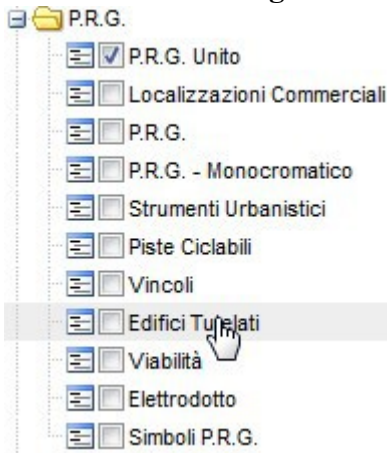 P.R.G.
P.R.G. Unito
Localizzazioni Commerciali
P.R.G.
P.R.G. - Monocromatico
Strumenti Urbanistici
Piste Ciclabili
Vincoli
Edifici Tutelati
Viabilità
Elettrodotto
Simboli P.R.G.